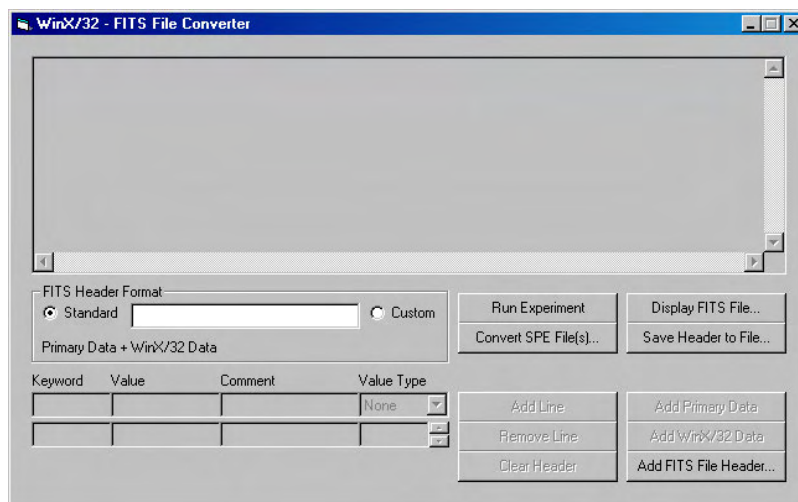 WinX/32 - FITS File Converter
FITS Header Format
Standard
Custom
Primary Data + WinX/32 Data
Run Experiment
Display FITS File...
Convert SPE File(s)...
Save Header to File...
Keyword Value Comment Value Type
None
Add Line
Add Primary Data
Remove Line
Add WinX/32 Data
Clear Header
Add FITS File Header...